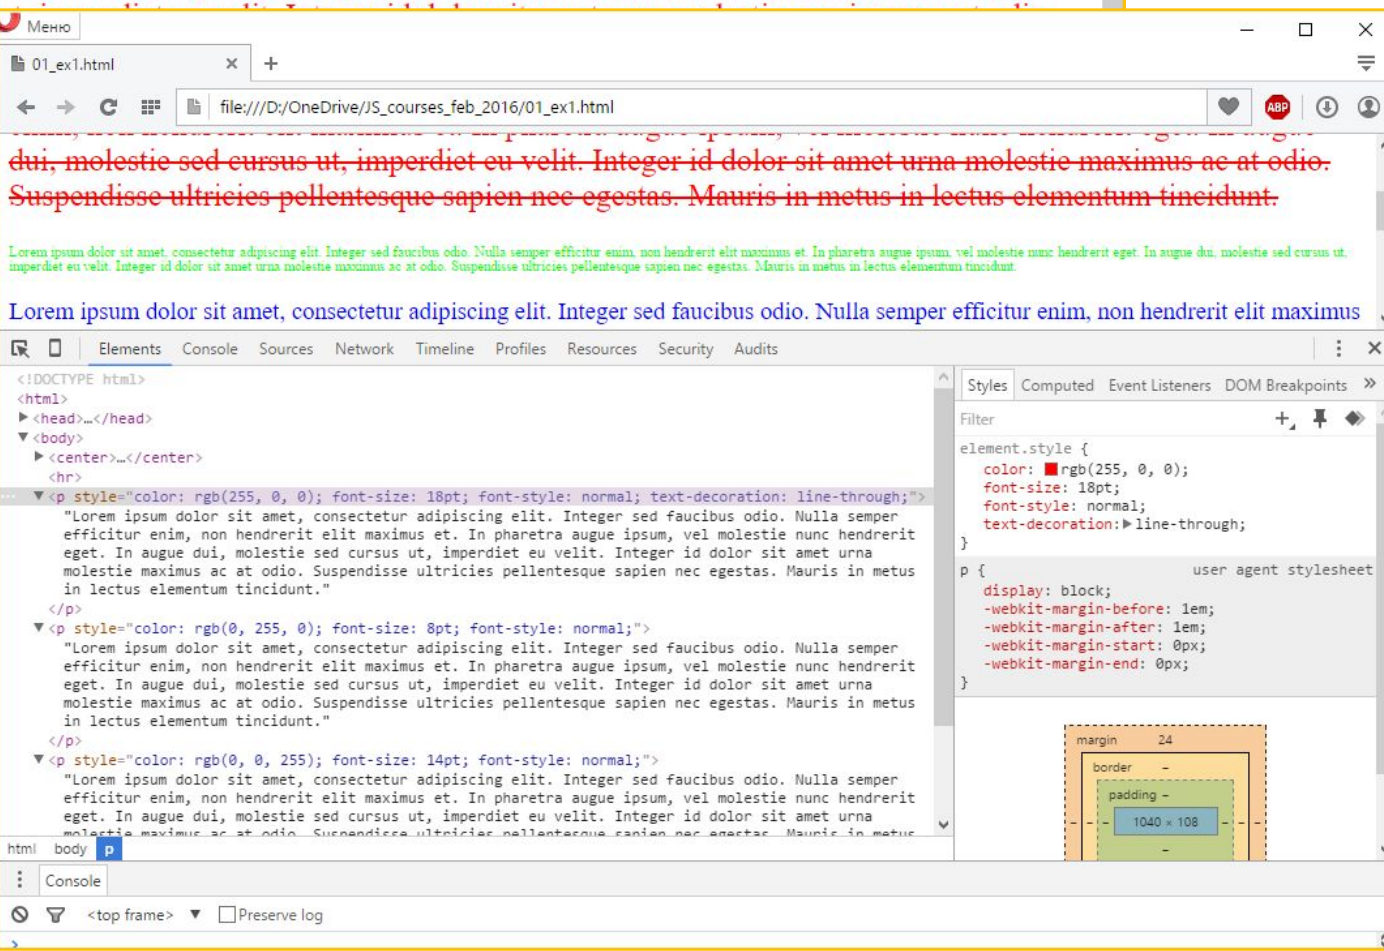 Меню
01_ex1.html
file:///D:/OneDrive/JS_courses_feb_2016/01_ex1.html
dui, molestie sed cursus ut, imperdiet eu velit. Integer id dolor sit amet urna molestie maximus ac at odio.
Suspendisse ultricies pellentesque sapien nec egestas. Mauris in metus in lectus elementum tincidunt.
Lorem ipsum dolor sit amet, consectetur adipiscing elit. Integer sed faucibus odio. Nulla semper efficitur enim, non hendrerit elit maximus et. In pharetra augue ipsum, vel molestie nunc hendrerit eget. In augue dui, molestie sed cursus ut,
imperdiet eu velit. Integer id dolor sit amet urna molestie maximus ac at odio. Suspendisse ultricies pellentesque sapien nec egestas. Mauris in metus in lectus elementum tincidunt.
Lorem ipsum dolor sit amet, consectetur adipiscing elit. Integer sed faucibus odio. Nulla semper efficitur enim, non hendrerit elit maximus
Elements Console Sources Network Timeline Profiles Resources Security Audits
<!DOCTYPE html>
<html>
<head>…</head>
<body>
<center>…</center>
<hr>
<p style="color: rgb(255, 0, 0); font-size: 18pt; font-style: normal; text-decoration: line-through;">
"Lorem ipsum dolor sit amet, consectetur adipiscing elit. Integer sed faucibus odio. Nulla semper
efficitur enim, non hendrerit elit maximus et. In pharetra augue ipsum, vel molestie nunc hendrerit
eget. In augue dui, molestie sed cursus ut, imperdiet eu velit. Integer id dolor sit amet urna
molestie maximus ac at odio. Suspendisse ultricies pellentesque sapien nec egestas. Mauris in metus
in lectus elementum tincidunt."
</p>
<p style="color: rgb(0, 255, 0); font-size: 8pt; font-style: normal;">
"Lorem ipsum dolor sit amet, consectetur adipiscing elit. Integer sed faucibus odio. Nulla semper
efficitur enim, non hendrerit elit maximus et. In pharetra augue ipsum, vel molestie nunc hendrerit
eget. In augue dui, molestie sed cursus ut, imperdiet eu velit. Integer id dolor sit amet urna
molestie maximus ac at odio. Suspendisse ultricies pellentesque sapien nec egestas. Mauris in metus
in lectus elementum tincidunt."
</p>
<p style="color: rgb(0, 0, 255); font-size: 14pt; font-style: normal;">
"Lorem ipsum dolor sit amet, consectetur adipiscing elit. Integer sed faucibus odio. Nulla semper
efficitur enim, non hendrerit elit maximus et. In pharetra augue ipsum, vel molestie nunc hendrerit
eget. In augue dui, molestie sed cursus ut, imperdiet eu velit. Integer id dolor sit amet urna
molestie maximus ac at odio. Suspendisse ultricies pellentesque sapien nec egestas. Mauris in metus
html body p
Styles Computed Event Listeners DOM Breakpoints »
Filter
element.style {
color: rgb(255, 0, 0);
font-size: 18pt;
font-style: normal;
text-decoration: line-through;
}
p { user agent stylesheet
display: block;
-webkit-margin-before: 1em;
-webkit-margin-after: 1em;
-webkit-margin-start: 0px;
-webkit-margin-end: 0px;
}
margin 24
border -
padding -
- - - 1040 × 108 - - -
-
Console
<top frame> ▼ Preserve log
ABP